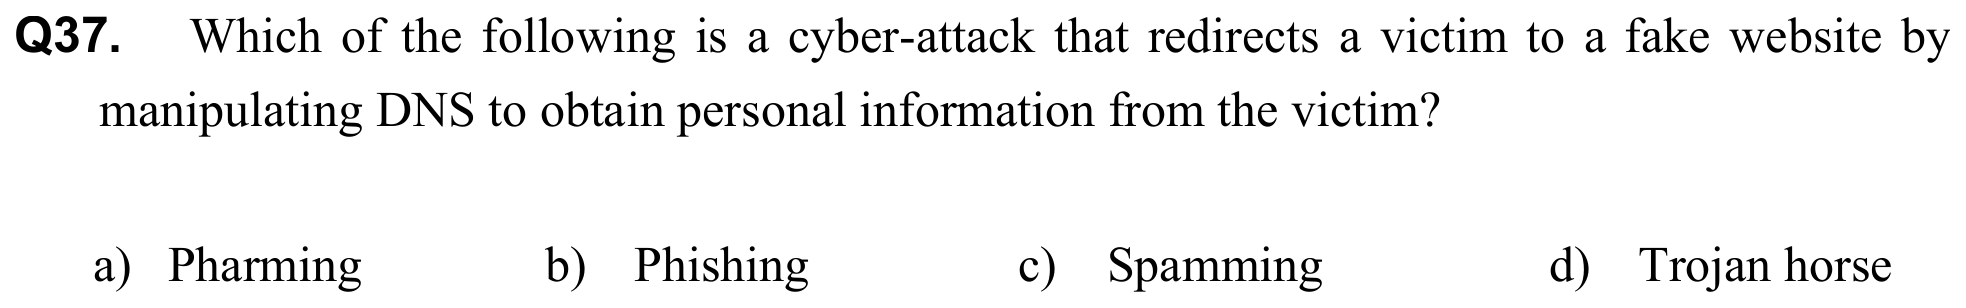 Q37. Which of the following is a cyber-attack that redirects a victim to a fake website by
manipulating DNS to obtain personal information from the victim?
a) Pharming b) Phishing c) Spamming d) Trojan horse